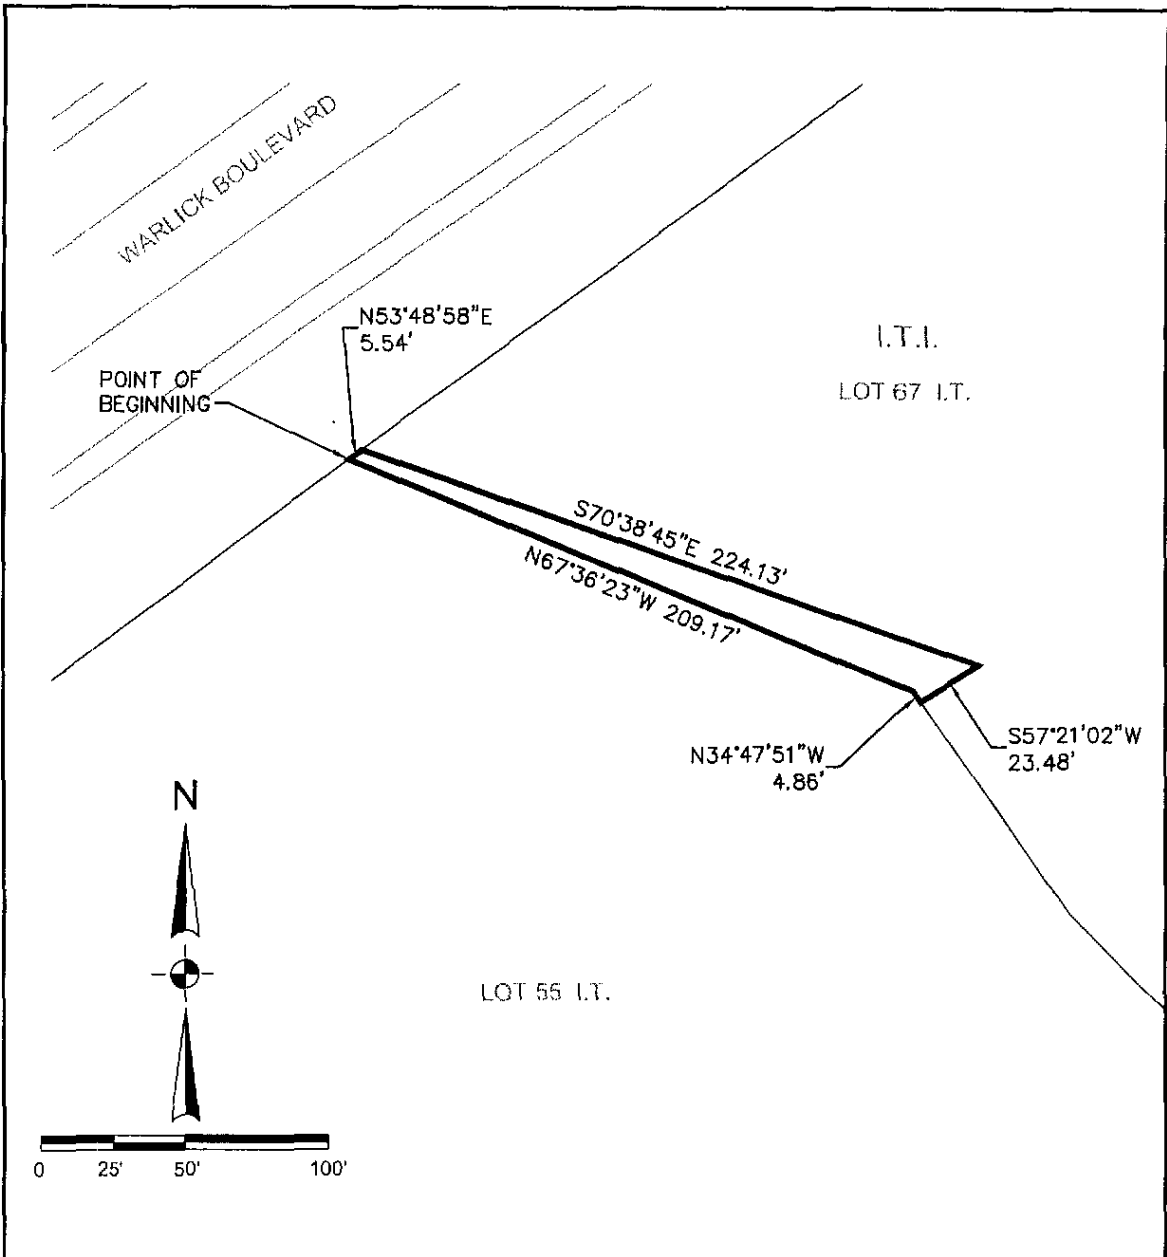 WARLICK BOULEVARD
N53°48'58"E
5.54'
I.T.I.
POINT OF
BEGINNING
LOT 67 I.T.
S70°38'45"E 224.13'
N67°36'23"W 209.17'
N34°47'51"W
4.86'
S57°21'02"W
23.48'
N
LOT 55 I.T.
0 25' 50' 100'